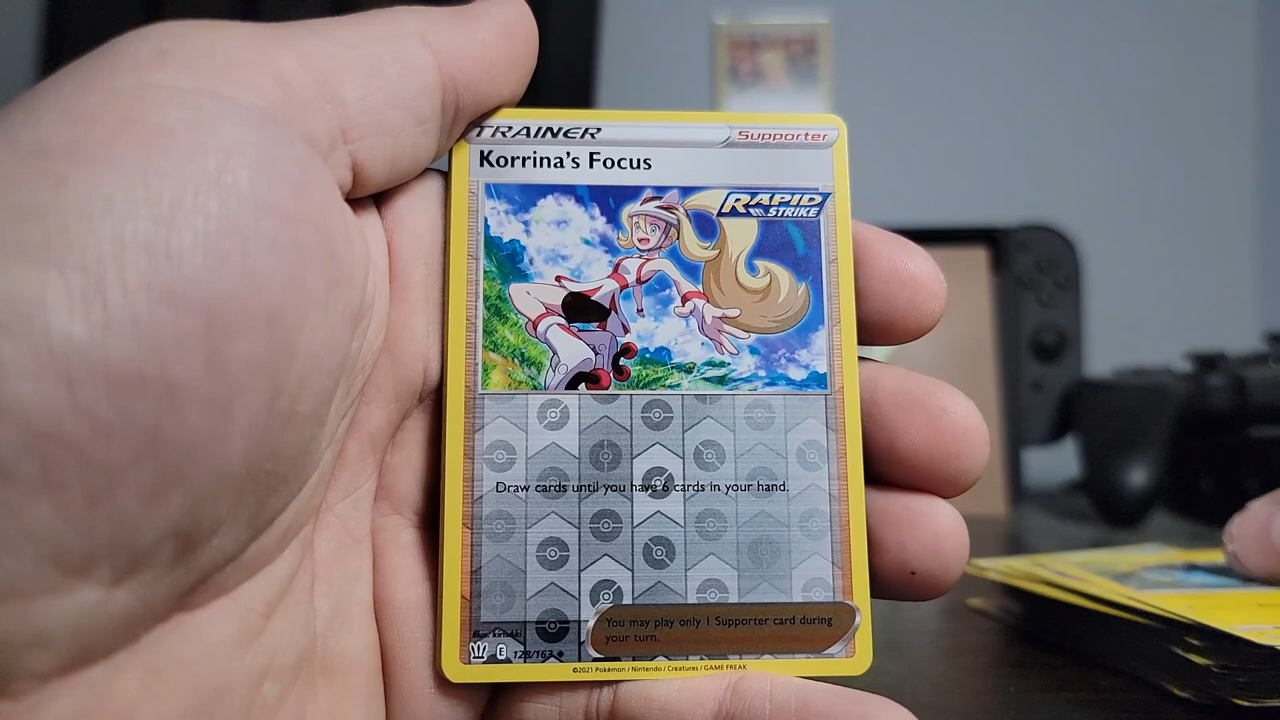 TRAINER Supporter
Korrina's Focus
RAPID
STRIKE
Draw cards until you have 6 cards in your hand.
You may play only 1 Supporter card during
your turn.
Illus. kirisAki
E 128/163
©2021 Pokémon / Nintendo / Creatures / GAME FREAK